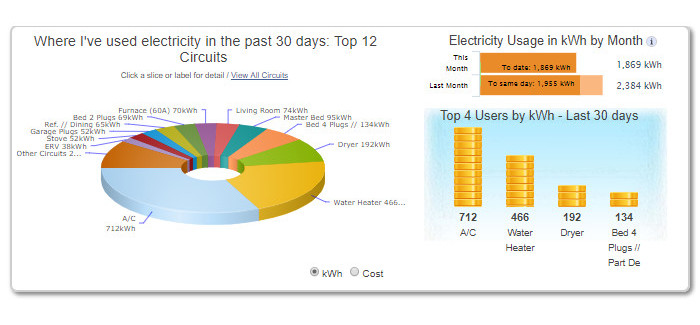 Where I've used electricity in the past 30 days: Top 12
Circuits
Click a slice or label for detail / View All Circuits
Furnace (60A) 70kWh
Living Room 74kWh
Bed 2 Plugs 69kWh
Master Bed 95kWh
Ref. // Dining 65kWh
Bed 4 Plugs // 134kWh
Garage Plugs 52kWh
Stove 52kWh
Dryer 192kWh
ERV 38kWh
Other Circuits 2...
Water Heater 466...
A/C
712kWh
kWh
Cost
Electricity Usage in kWh by Month
This
Month
To date: 1,869 kWh
1,869 kWh
Last Month
To same day: 1,955 kWh
2,384 kWh
Top 4 Users by kWh - Last 30 days
712
A/C
466
Water
Heater
192
Dryer
134
Bed 4
Plugs //
Part De